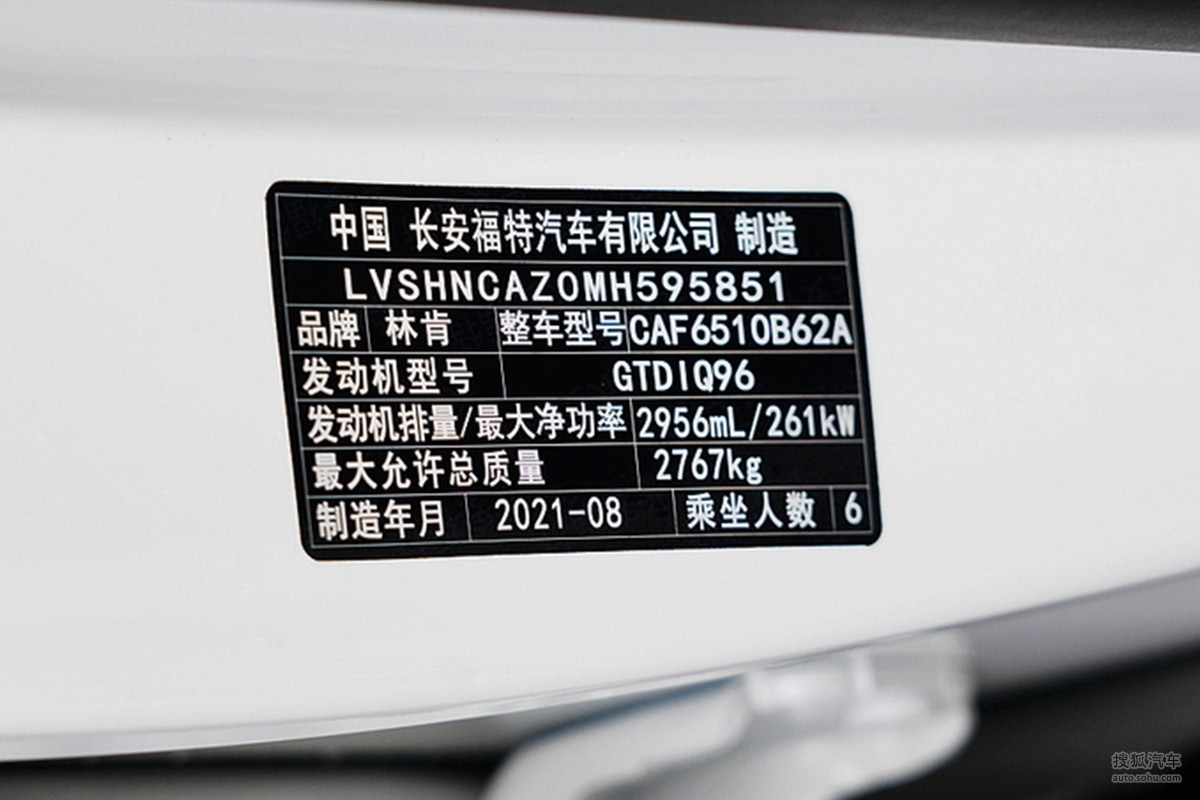 中国 长安福特汽车有限公司 制造
LVSHNCAZ0MH595851
品牌 林肯 整车型号 CAF6510B62A
发动机型号 GTDIQ96
发动机排量/最大净功率 2956mL/261kW
最大允许总质量 2767kg
制造年月 2021-08 乘坐人数 6
搜狐汽车
auto.sohu.com